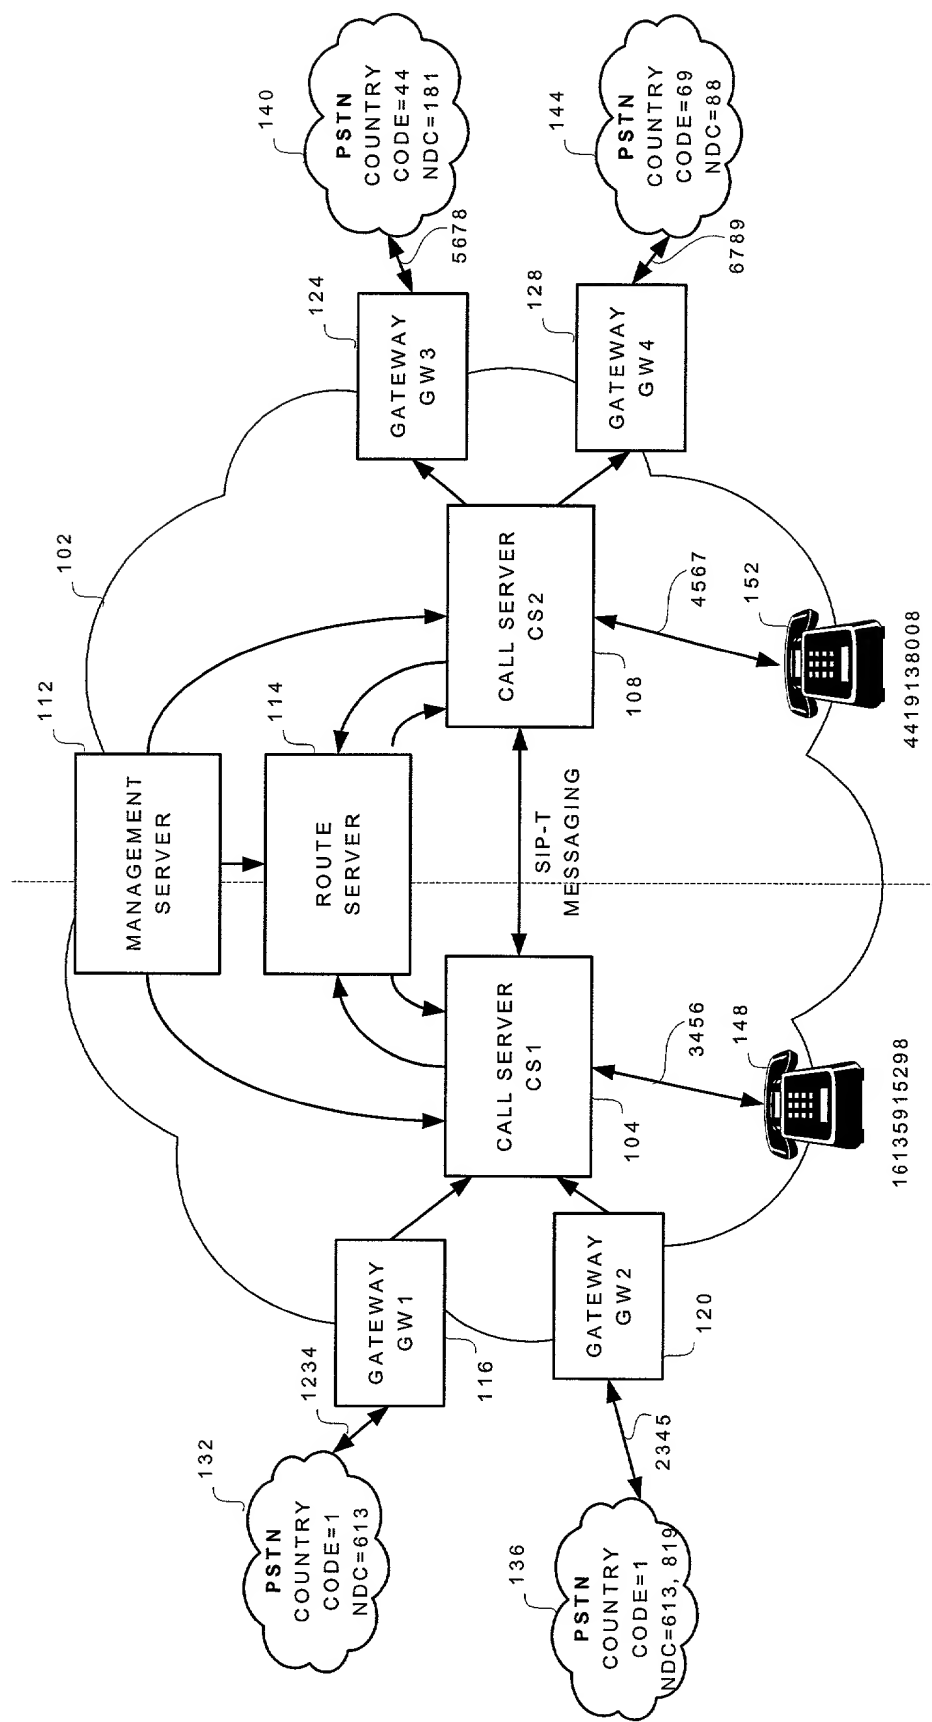 112
MANAGEMENT
SERVER
102
114
ROUTE
SERVER
132
PSTN
COUNTRY
CODE=1
NDC=613
1234
GATEWAY
GW1
116
CALL SERVER
CS1
104
SIP-T
MESSAGING
CALL SERVER
CS2
108
124
GATEWAY
GW3
5678
140
PSTN
COUNTRY
CODE=44
NDC=181
136
PSTN
COUNTRY
CODE=1
NDC=613, 819
2345
GATEWAY
GW2
120
3456
148
16135915298
4567
152
4419138008
128
GATEWAY
GW4
6789
144
PSTN
COUNTRY
CODE=69
NDC=88